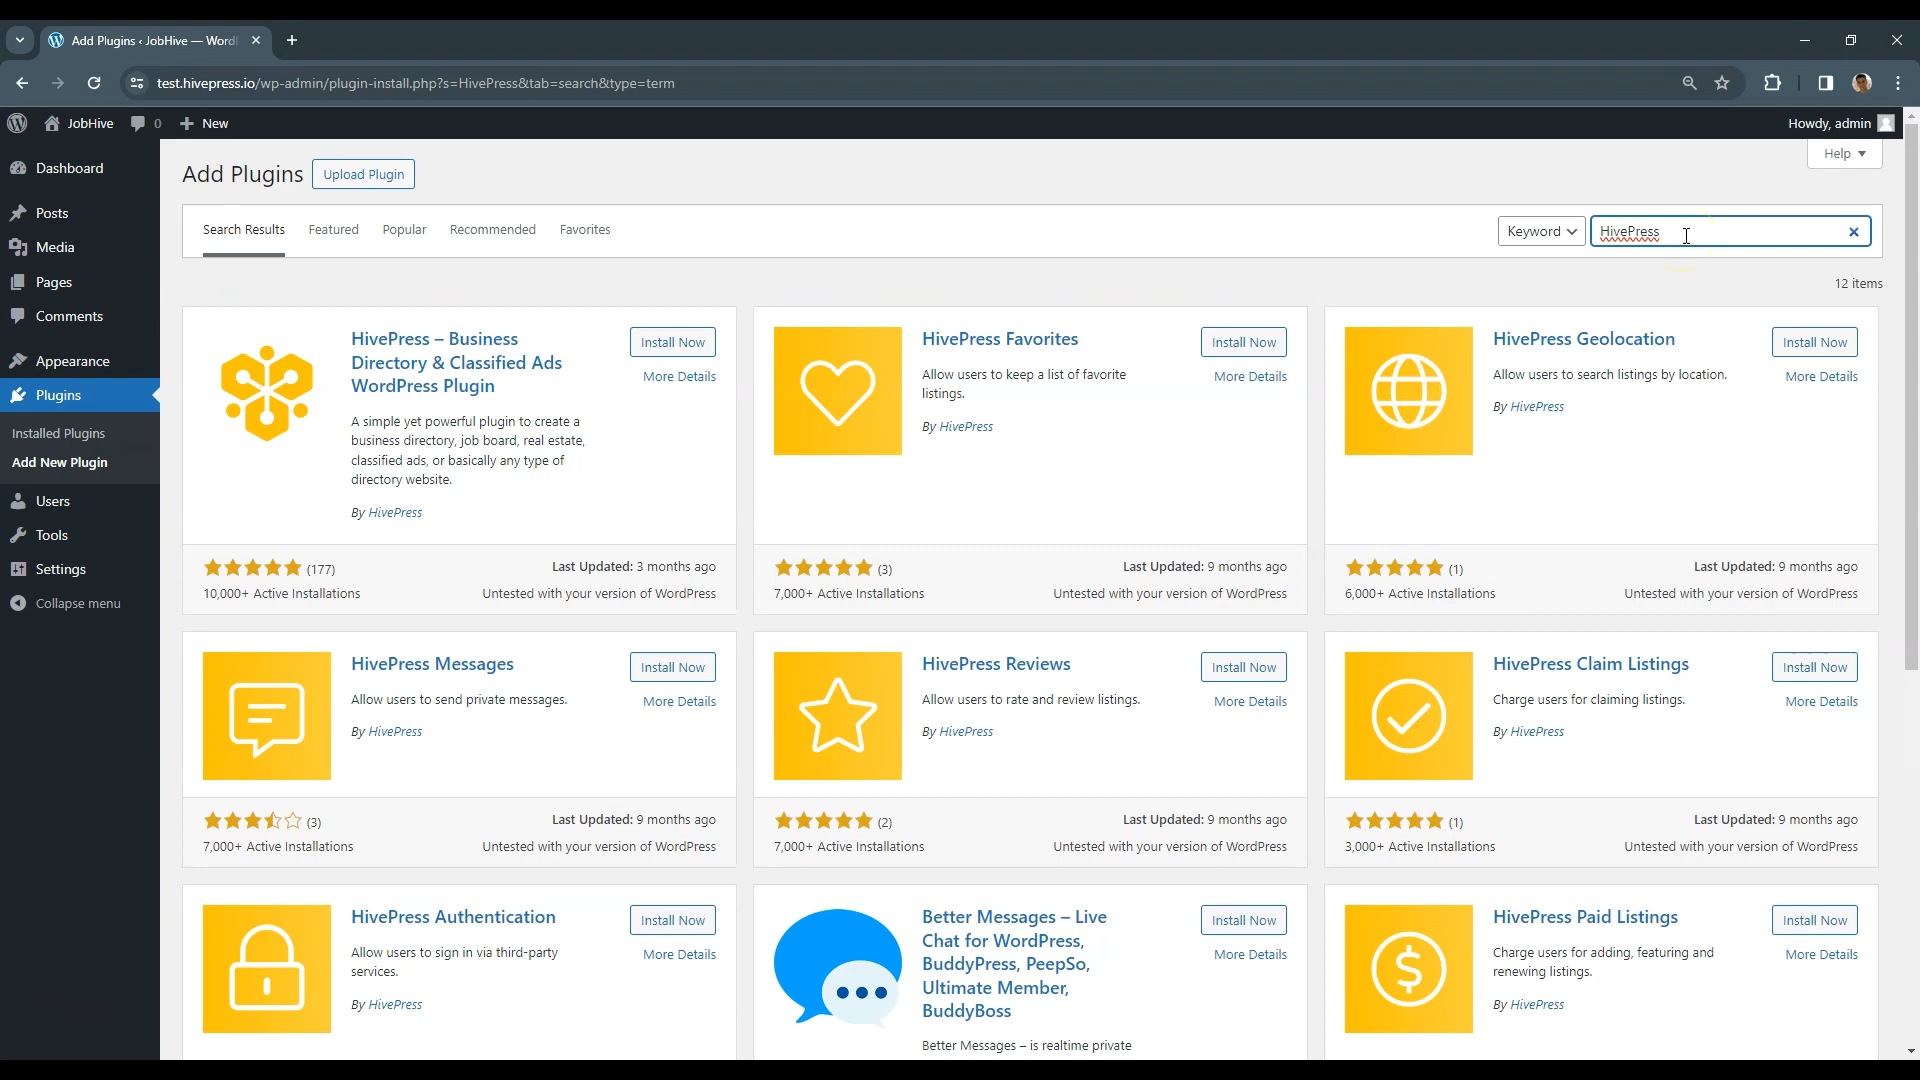 Add Plugins ‹ JobHive — Word
test.hivepress.io/wp-admin/plugin-install.php?s=HivePress&tab=search&type=term
JobHive 0 New Howdy, admin
Dashboard
Posts
Media
Pages
Comments
Appearance
Plugins
Installed Plugins
Add New Plugin
Users
Tools
Settings
Collapse menu
Help
Add Plugins Upload Plugin
Search Results Featured Popular Recommended Favorites Keyword HivePress
12 items
HivePress – Business
Directory & Classified Ads
WordPress Plugin
Install Now
More Details
A simple yet powerful plugin to create a
business directory, job board, real estate,
classified ads, or basically any type of
directory website.
By HivePress
(177) Last Updated: 3 months ago
10,000+ Active Installations Untested with your version of WordPress
HivePress Favorites
Install Now
More Details
Allow users to keep a list of favorite
listings.
By HivePress
(3) Last Updated: 9 months ago
7,000+ Active Installations Untested with your version of WordPress
HivePress Geolocation
Install Now
More Details
Allow users to search listings by location.
By HivePress
(1) Last Updated: 9 months ago
6,000+ Active Installations Untested with your version of WordPress
HivePress Messages
Install Now
More Details
Allow users to send private messages.
By HivePress
(3) Last Updated: 9 months ago
7,000+ Active Installations Untested with your version of WordPress
HivePress Reviews
Install Now
More Details
Allow users to rate and review listings.
By HivePress
(2) Last Updated: 9 months ago
7,000+ Active Installations Untested with your version of WordPress
HivePress Claim Listings
Install Now
More Details
Charge users for claiming listings.
By HivePress
(1) Last Updated: 9 months ago
3,000+ Active Installations Untested with your version of WordPress
HivePress Authentication
Install Now
More Details
Allow users to sign in via third-party
services.
By HivePress
Better Messages – Live
Chat for WordPress,
BuddyPress, PeepSo,
Ultimate Member,
BuddyBoss
Install Now
More Details
Better Messages – is realtime private
HivePress Paid Listings
Install Now
More Details
Charge users for adding, featuring and
renewing listings.
By HivePress